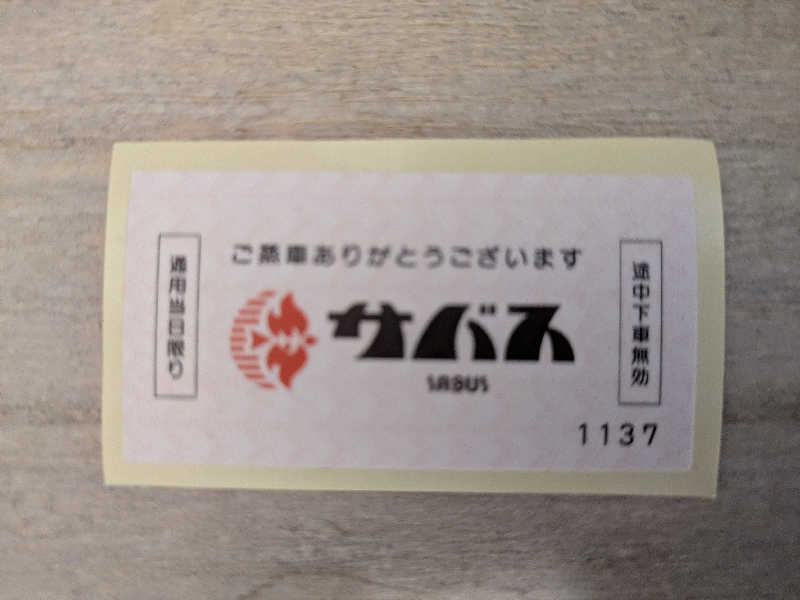 ご蒸車ありがとうございます
途中下車無効
適用当日限り
サバス
SABUS
1137